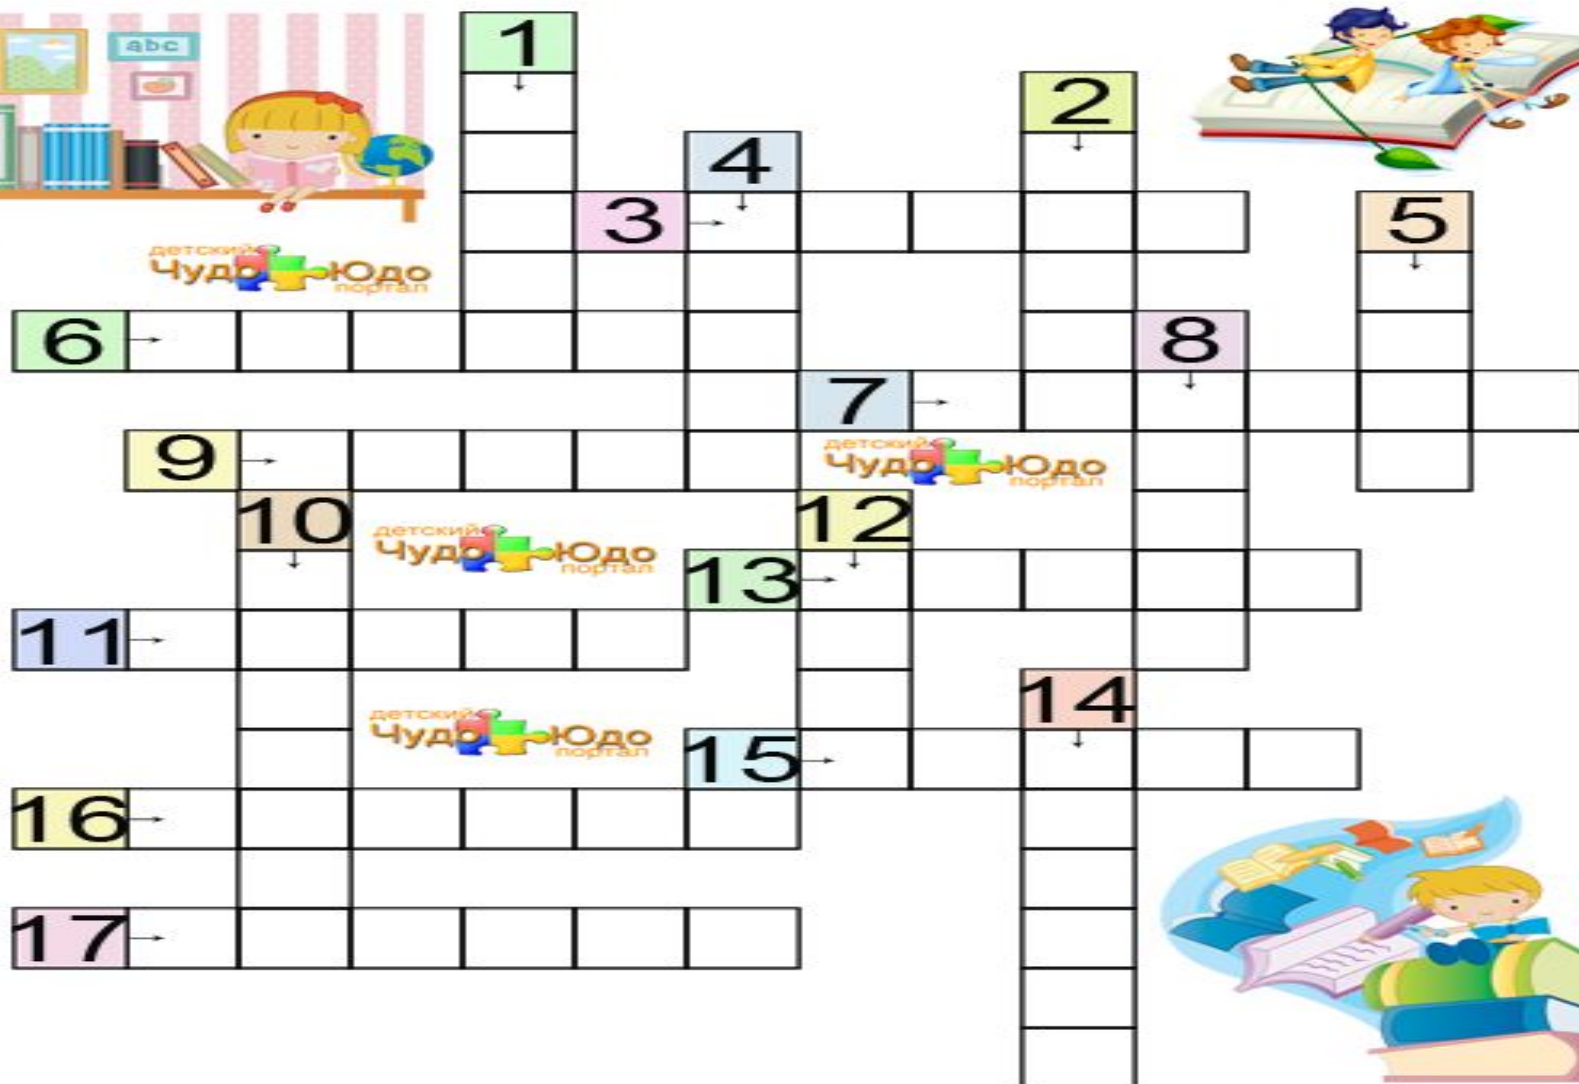 1
abc
2
4
3
5
детский
Чудо Юдо
портал
6
8
7
9
детский
Чудо Юдо
портал
10
12
детский
Чудо Юдо
портал
13
11
14
детский
Чудо Юдо
портал
15
16
17